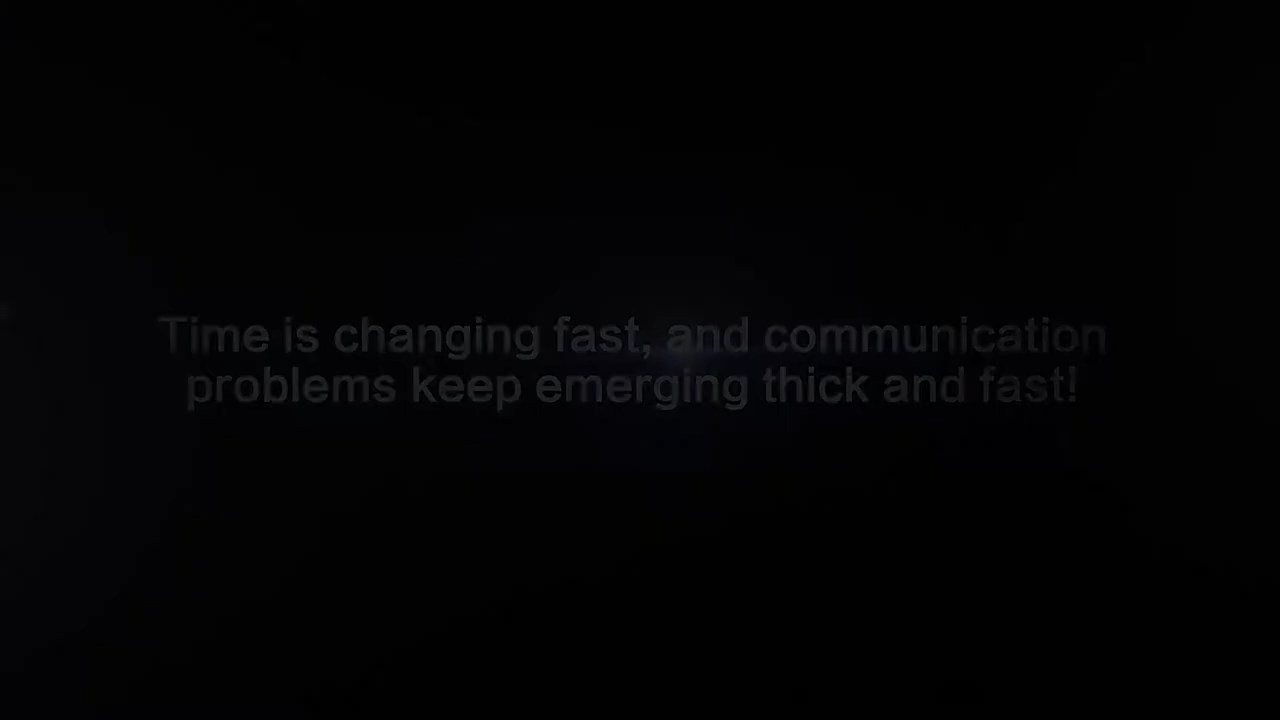 Time is changing fast, and communication
problems keep emerging thick and fast!